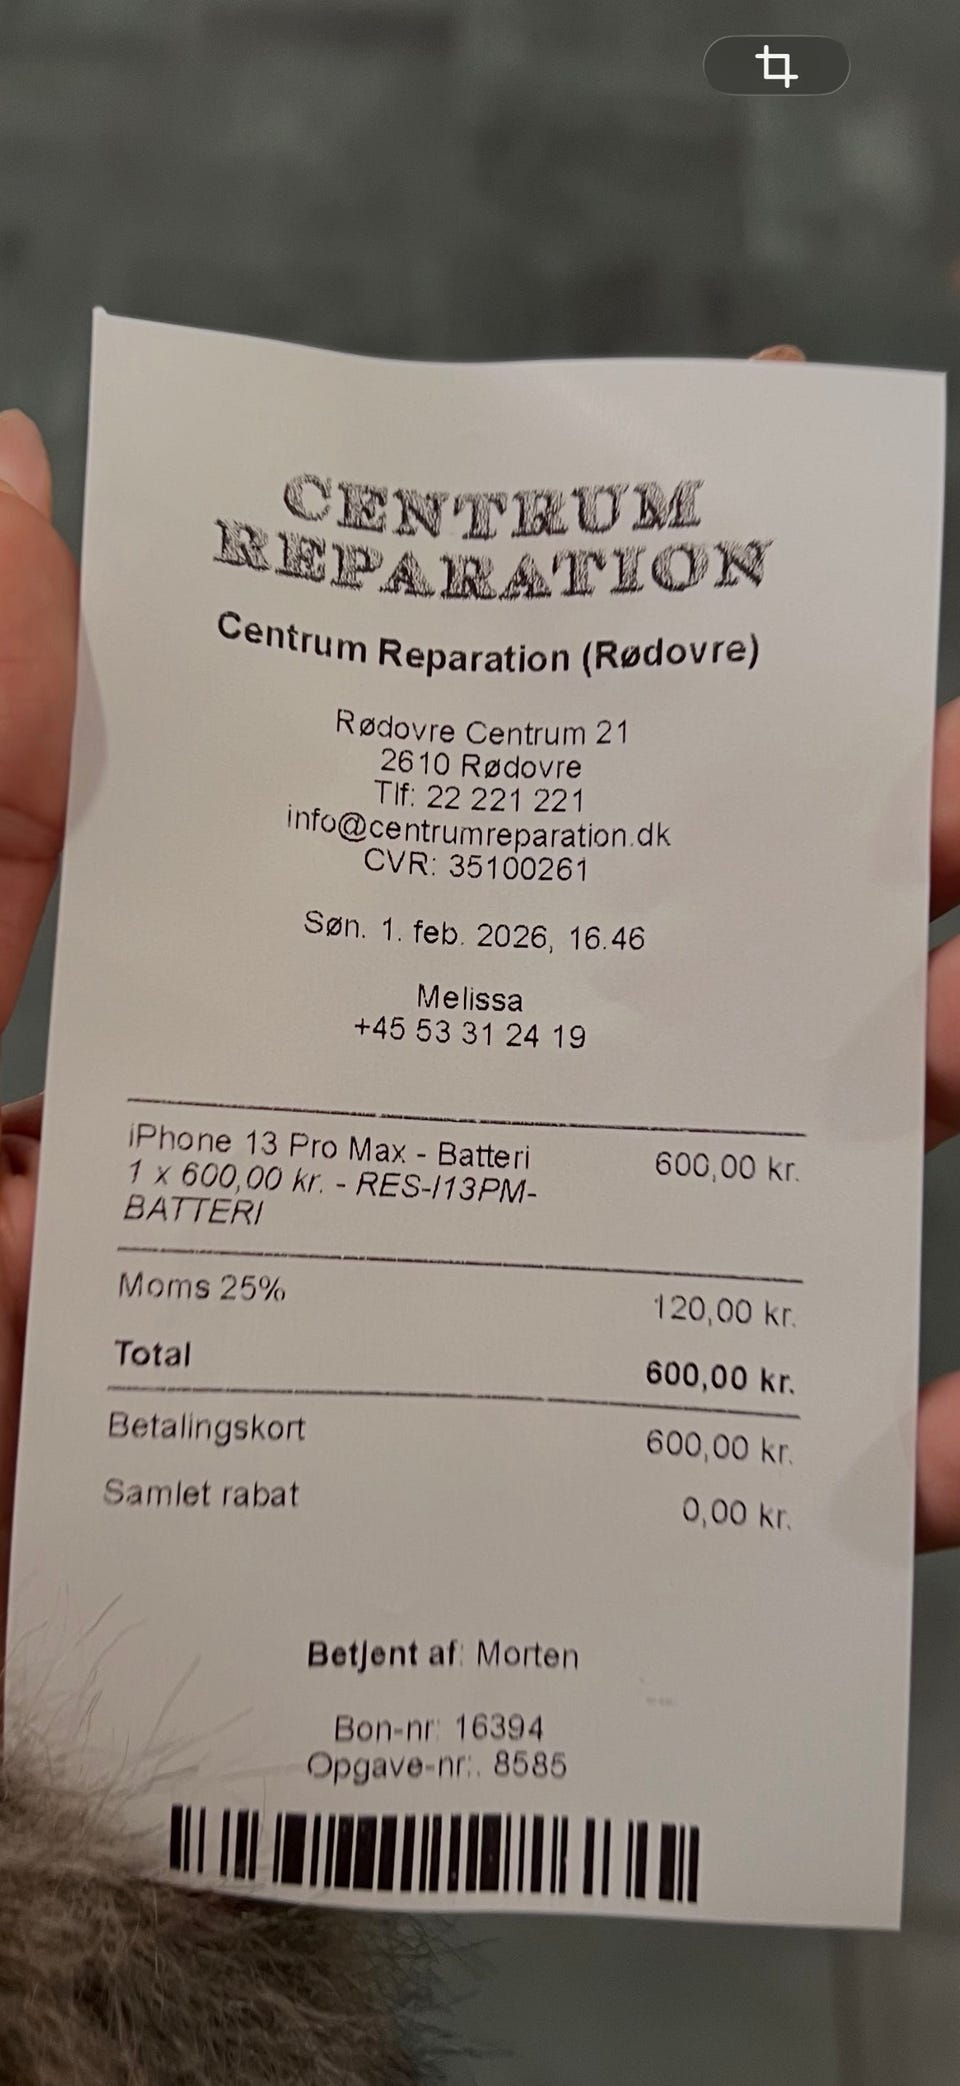 CENTRUM
REPARATION
Centrum Reparation (Rødovre)
Rødovre Centrum 21
2610 Rødovre
Tlf: 22 221 221
info@centrumreparation.dk
CVR: 35100261
Søn. 1. feb. 2026, 16.46
Melissa
+45 53 31 24 19
iPhone 13 Pro Max - Batteri 600,00 kr.
1 x 600,00 kr. - RES-I13PM-
BATTERI
Moms 25% 120,00 kr.
Total 600,00 kr.
Betalingskort 600,00 kr.
Samlet rabat 0,00 kr.
Betjent af: Morten
Bon-nr: 16394
Opgave-nr:. 8585